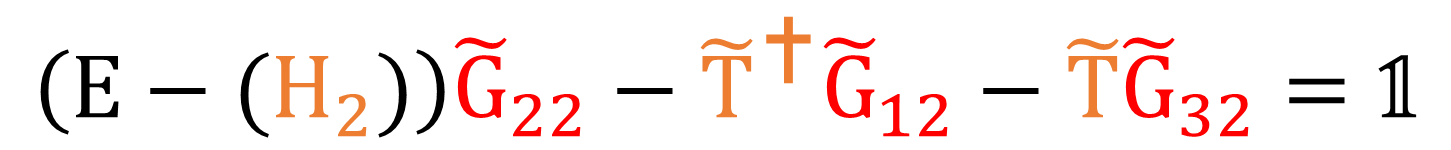 (E − (H₂))G̃₂₂ − T̃†G̃₁₂ − T̃G̃₃₂ = 𝟙